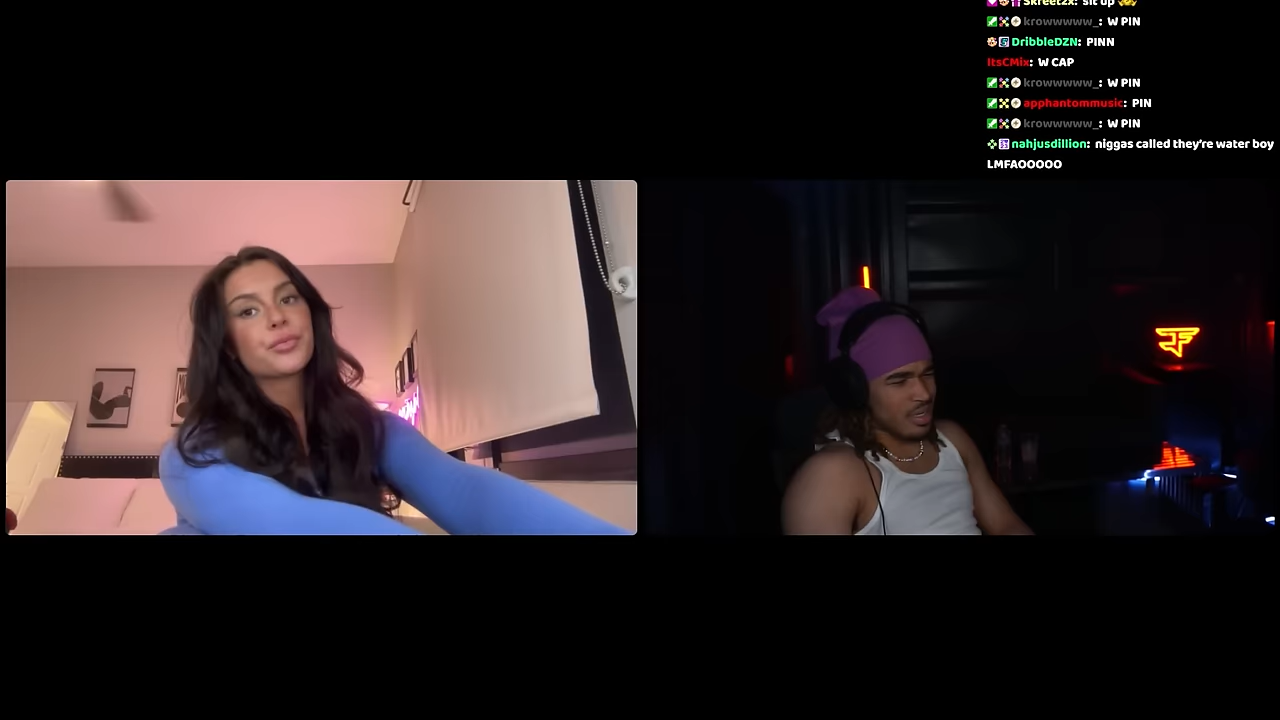 Skreetzx: sit up
krowwwww_: W PIN
DribbleDZN: PINN
ItsCMix: W CAP
krowwwww_: W PIN
apphantommusic: PIN
krowwwww_: W PIN
nahjusdillion: niggas called they're water boy
LMFAOOOOO